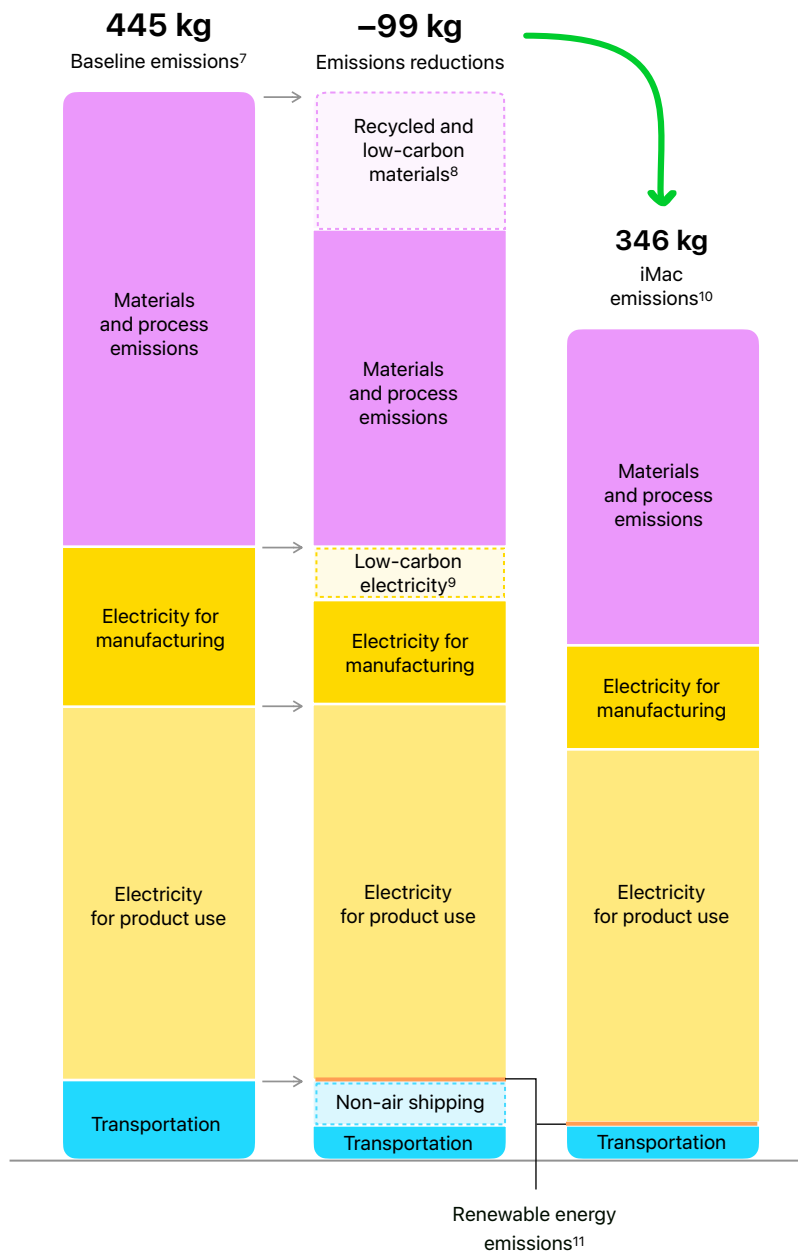 445 kg
Baseline emissions⁷
Materials
and process
emissions
Electricity for
manufacturing
Electricity
for product use
Transportation
–99 kg
Emissions reductions
Recycled and
low-carbon
materials⁸
Materials
and process
emissions
Low-carbon
electricity⁹
Electricity for
manufacturing
Electricity
for product use
Non-air shipping
Transportation
346 kg
iMac
emissions¹⁰
Materials
and process
emissions
Electricity for
manufacturing
Electricity
for product use
Transportation
Renewable energy
emissions¹¹